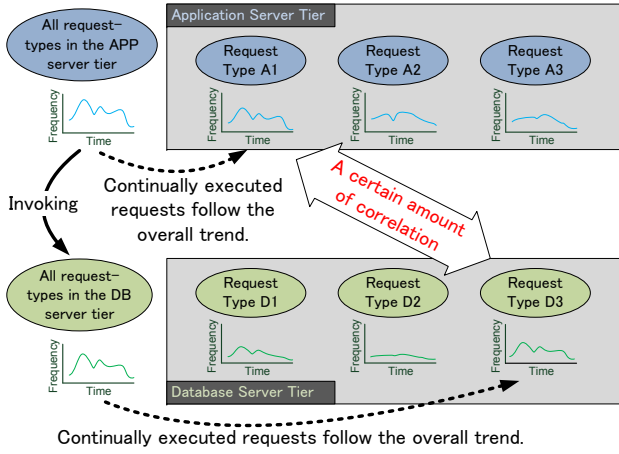 Application Server Tier
All request-
types in the APP
server tier
Request
Type A1
Request
Type A2
Request
Type A3
Frequency
Time
Frequency
Time
Frequency
Time
Frequency
Time
Invoking
Continually executed
requests follow the
overall trend.
A certain amount
of correlation
All request-
types in the DB
server tier
Request
Type D1
Request
Type D2
Request
Type D3
Frequency
Time
Frequency
Time
Frequency
Time
Frequency
Time
Database Server Tier
Continually executed requests follow the overall trend.